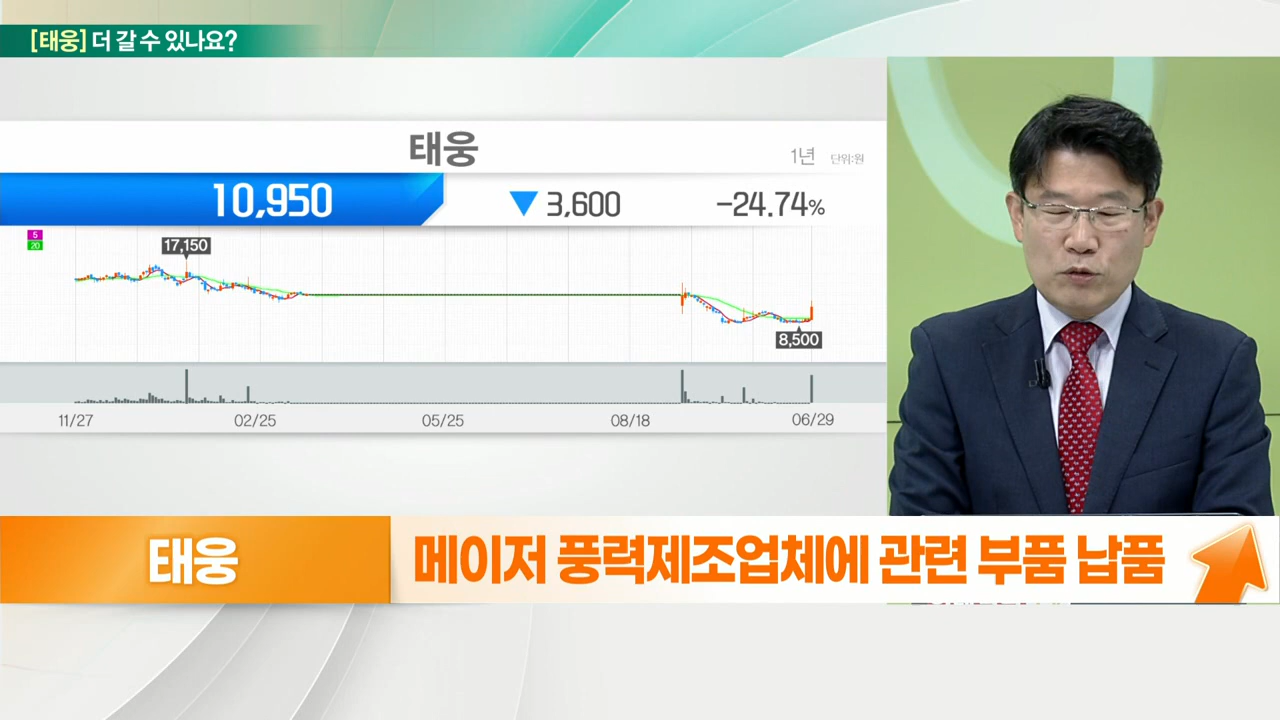 [태웅] 더 갈 수 있나요?
태웅
1년 단위:원
10,950 ▼ 3,600 -24.74%
5
20
17,150
8,500
11/27 02/25 05/25 08/18 06/29
태웅
메이저 풍력제조업체에 관련 부품 납품